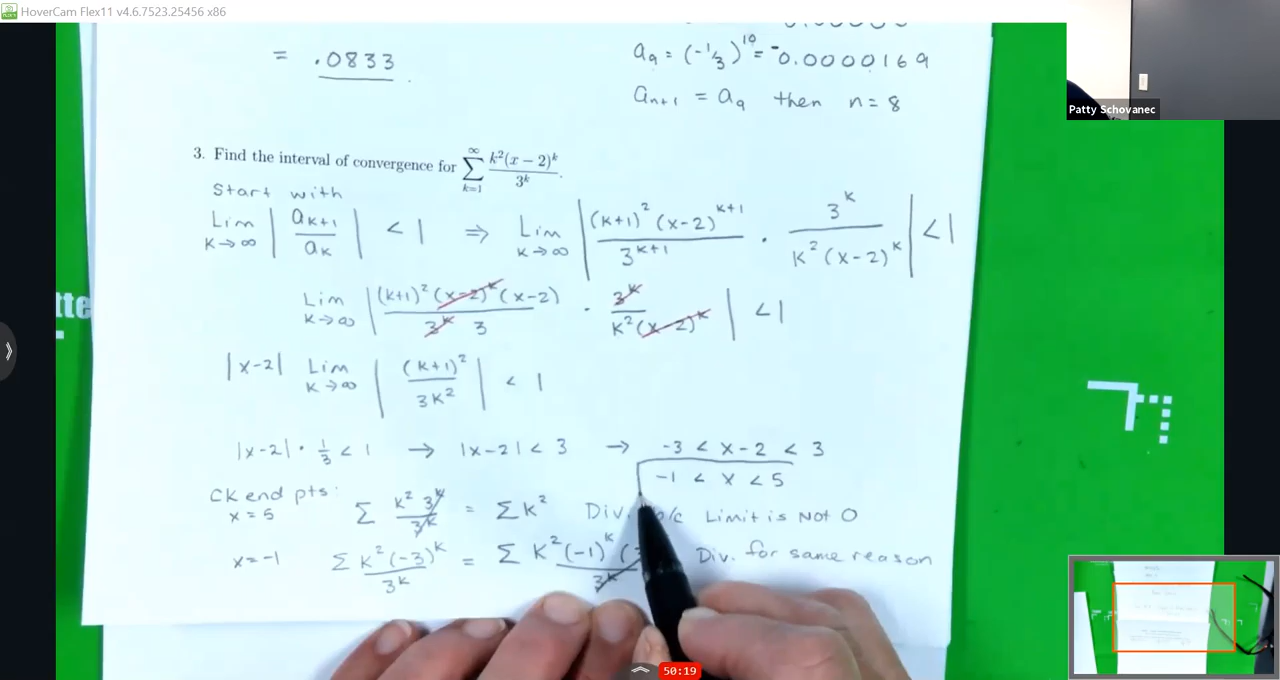 HoverCam Flex11 v4.6.7523.25456 x86
= .0833
a₉ = (-1/3)^10 = -0.0000169
aₙ₊₁ = a₉ then n = 8
Patty Schovanec
3. Find the interval of convergence for ∑_{k=1}^{∞} k²(x − 2)^k / 3^k.
Start with
Lim_{K→∞} | a_{K+1} / a_K | < 1 ⇒ Lim_{K→∞} | (K+1)² (x-2)^{K+1} / 3^{K+1} · 3^K / K² (x-2)^K | < 1
Lim_{K→∞} | (K+1)² (x-2)^K (x-2) / 3^K 3 · 3^K / K² (x-2)^K | < 1
|x-2| Lim_{K→∞} | (K+1)² / 3K² | < 1
|x-2| · 1/3 < 1 → |x-2| < 3 → -3 < x-2 < 3
-1 < x < 5
CK end pts:
x = 5 ∑ K² 3^K / 3^K = ∑ K² Div. b/c Limit is Not 0
x = -1 ∑ K² (-3)^K / 3^K = ∑ K² (-1)^K ( / 3^K Div. for same reason
50:19